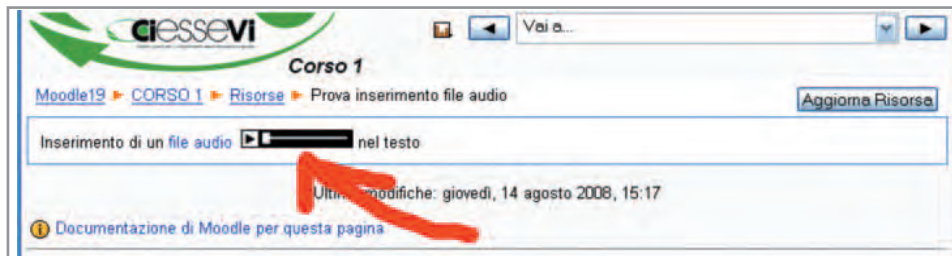 CiesseVi
Vai a...
Corso 1
Moodle19 ► CORSO 1 ► Risorse ► Prova inserimento file audio
Aggiorna Risorsa
Inserimento di un file audio nel testo
modifiche: giovedì, 14 agosto 2008, 15:17
Documentazione di Moodle per questa pagina